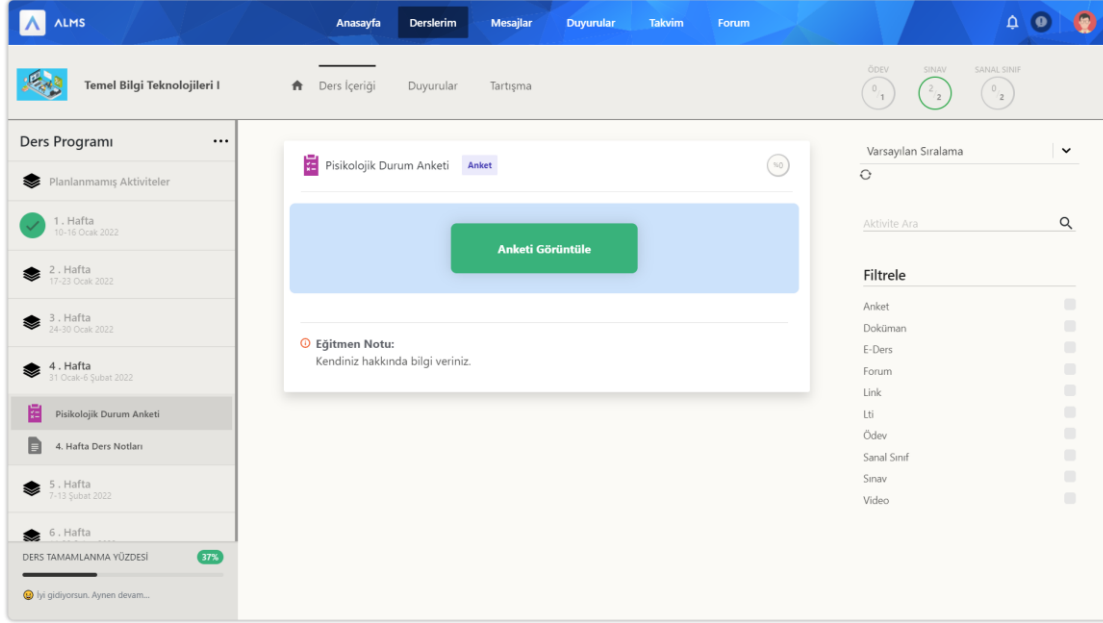 ALMS
Anasayfa Derslerim Mesajlar Duyurular Takvim Forum
Temel Bilgi Teknolojileri I
Ders İçeriği Duyurular Tartışma
ÖDEV SINAV SANAL SINIF
0 1 2 2 0 2
Ders Programı
Planlanmamış Aktiviteler
1 . Hafta
10-16 Ocak 2022
2 . Hafta
17-23 Ocak 2022
3 . Hafta
24-30 Ocak 2022
4 . Hafta
31 Ocak-6 Şubat 2022
Pisikolojik Durum Anketi
4. Hafta Ders Notları
5 . Hafta
7-13 Şubat 2022
6 . Hafta
DERS TAMAMLANMA YÜZDESİ 37%
İyi gidiyorsun. Aynen devam...
Pisikolojik Durum Anketi Anket %0
Anketi Görüntüle
Eğitmen Notu:
Kendiniz hakkında bilgi veriniz.
Varsayılan Sıralama
Aktivite Ara
Filtrele
Anket
Doküman
E-Ders
Forum
Link
Lti
Ödev
Sanal Sınıf
Sınav
Video